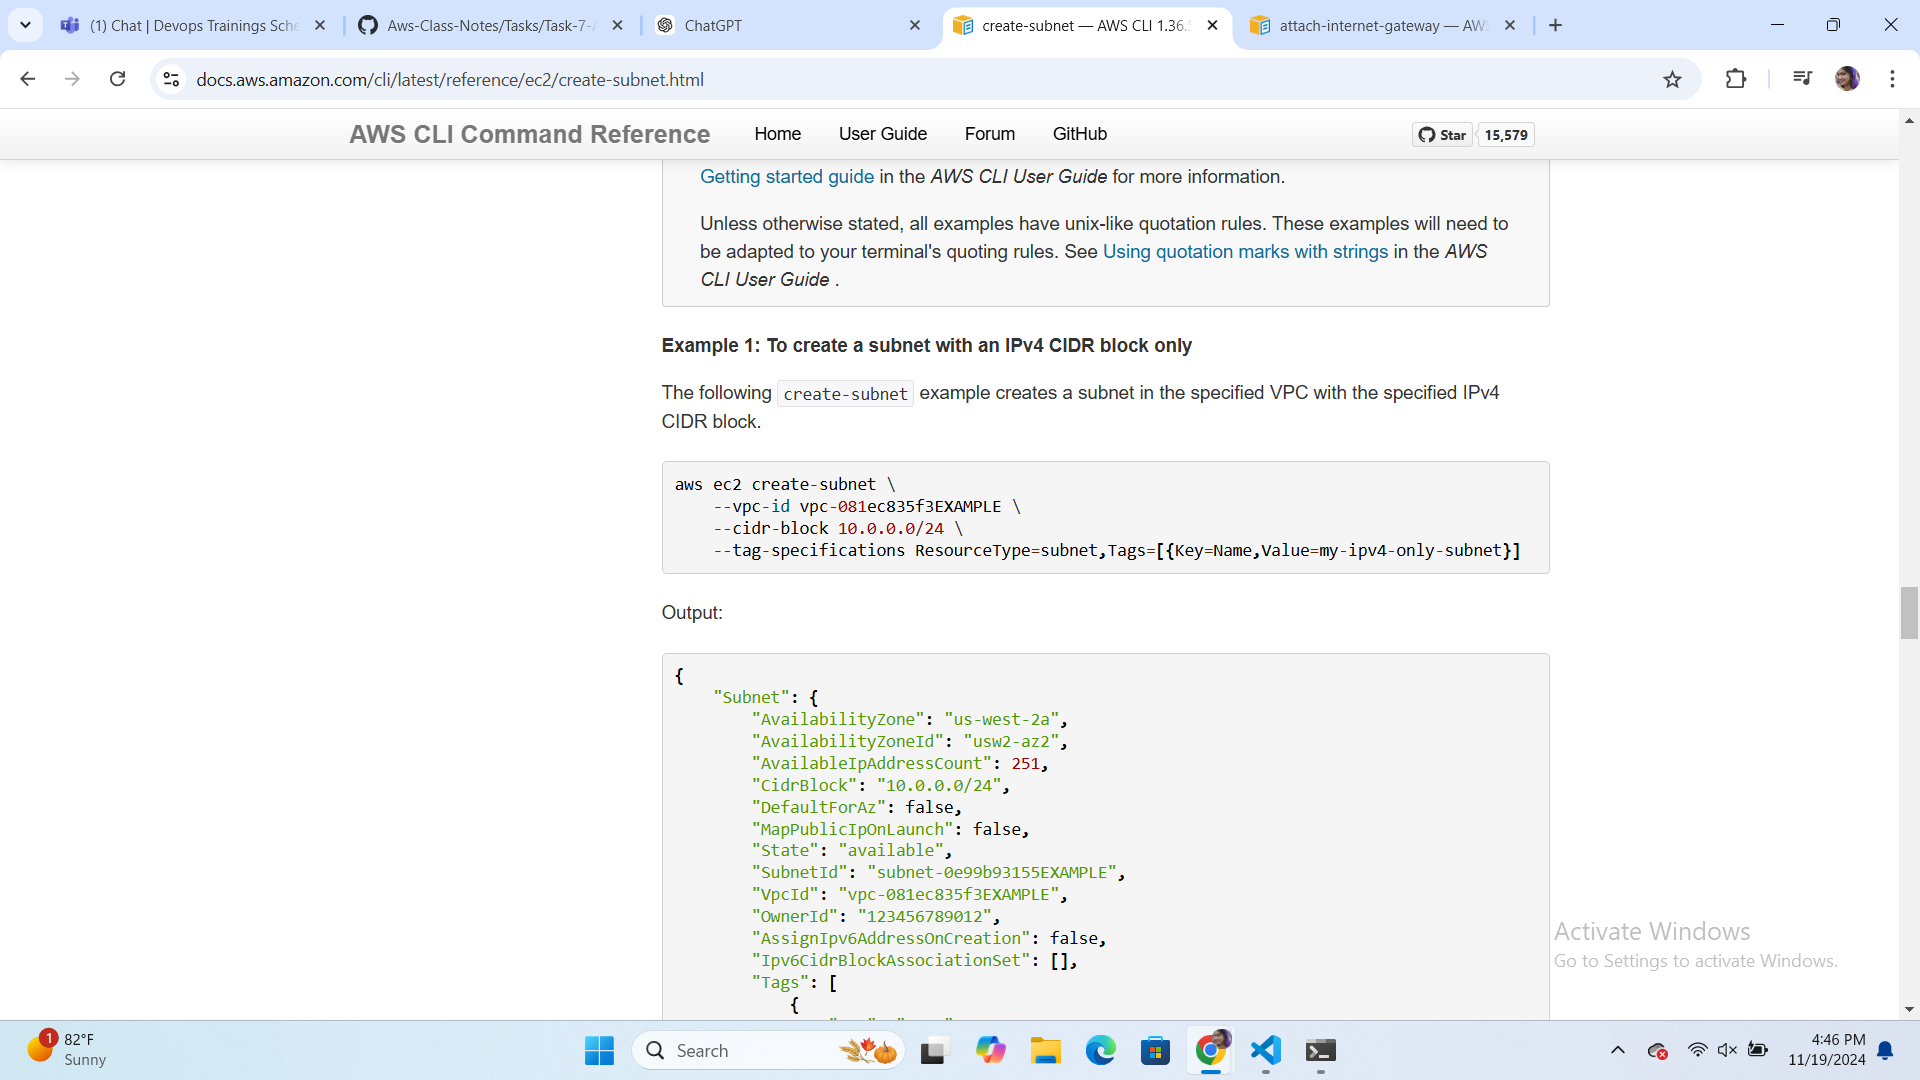 (1) Chat | Devops Trainings Sche
Aws-Class-Notes/Tasks/Task-7-A
ChatGPT
create-subnet — AWS CLI 1.36.5
attach-internet-gateway — AWS
docs.aws.amazon.com/cli/latest/reference/ec2/create-subnet.html
AWS CLI Command Reference
Home
User Guide
Forum
GitHub
Star
15,579
Getting started guide in the AWS CLI User Guide for more information.
Unless otherwise stated, all examples have unix-like quotation rules. These examples will need to
be adapted to your terminal's quoting rules. See Using quotation marks with strings in the AWS
CLI User Guide .
Example 1: To create a subnet with an IPv4 CIDR block only
The following create-subnet example creates a subnet in the specified VPC with the specified IPv4
CIDR block.
aws ec2 create-subnet \
    --vpc-id vpc-081ec835f3EXAMPLE \
    --cidr-block 10.0.0.0/24 \
    --tag-specifications ResourceType=subnet,Tags=[{Key=Name,Value=my-ipv4-only-subnet}]
Output:
{
    "Subnet": {
        "AvailabilityZone": "us-west-2a",
        "AvailabilityZoneId": "usw2-az2",
        "AvailableIpAddressCount": 251,
        "CidrBlock": "10.0.0.0/24",
        "DefaultForAz": false,
        "MapPublicIpOnLaunch": false,
        "State": "available",
        "SubnetId": "subnet-0e99b93155EXAMPLE",
        "VpcId": "vpc-081ec835f3EXAMPLE",
        "OwnerId": "123456789012",
        "AssignIpv6AddressOnCreation": false,
        "Ipv6CidrBlockAssociationSet": [],
        "Tags": [
            {
Activate Windows
Go to Settings to activate Windows.
1
82°F
Sunny
Search
4:46 PM
11/19/2024